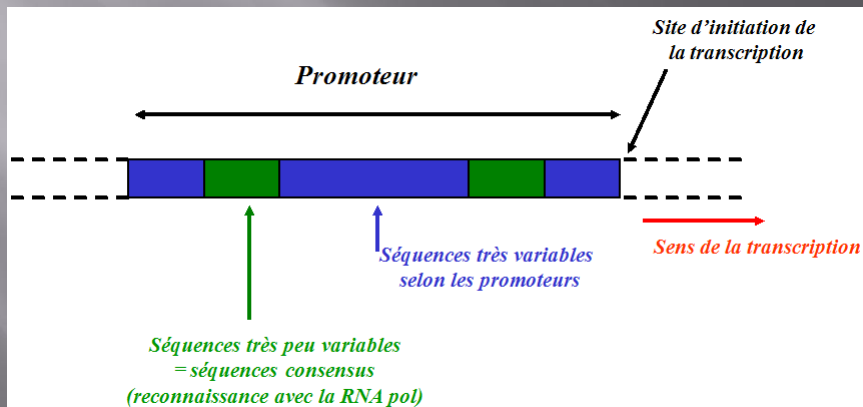 Site d'initiation de
la transcription
Promoteur
Sens de la transcription
Séquences très variables
selon les promoteurs
Séquences très peu variables
= séquences consensus
(reconnaissance avec la RNA pol)